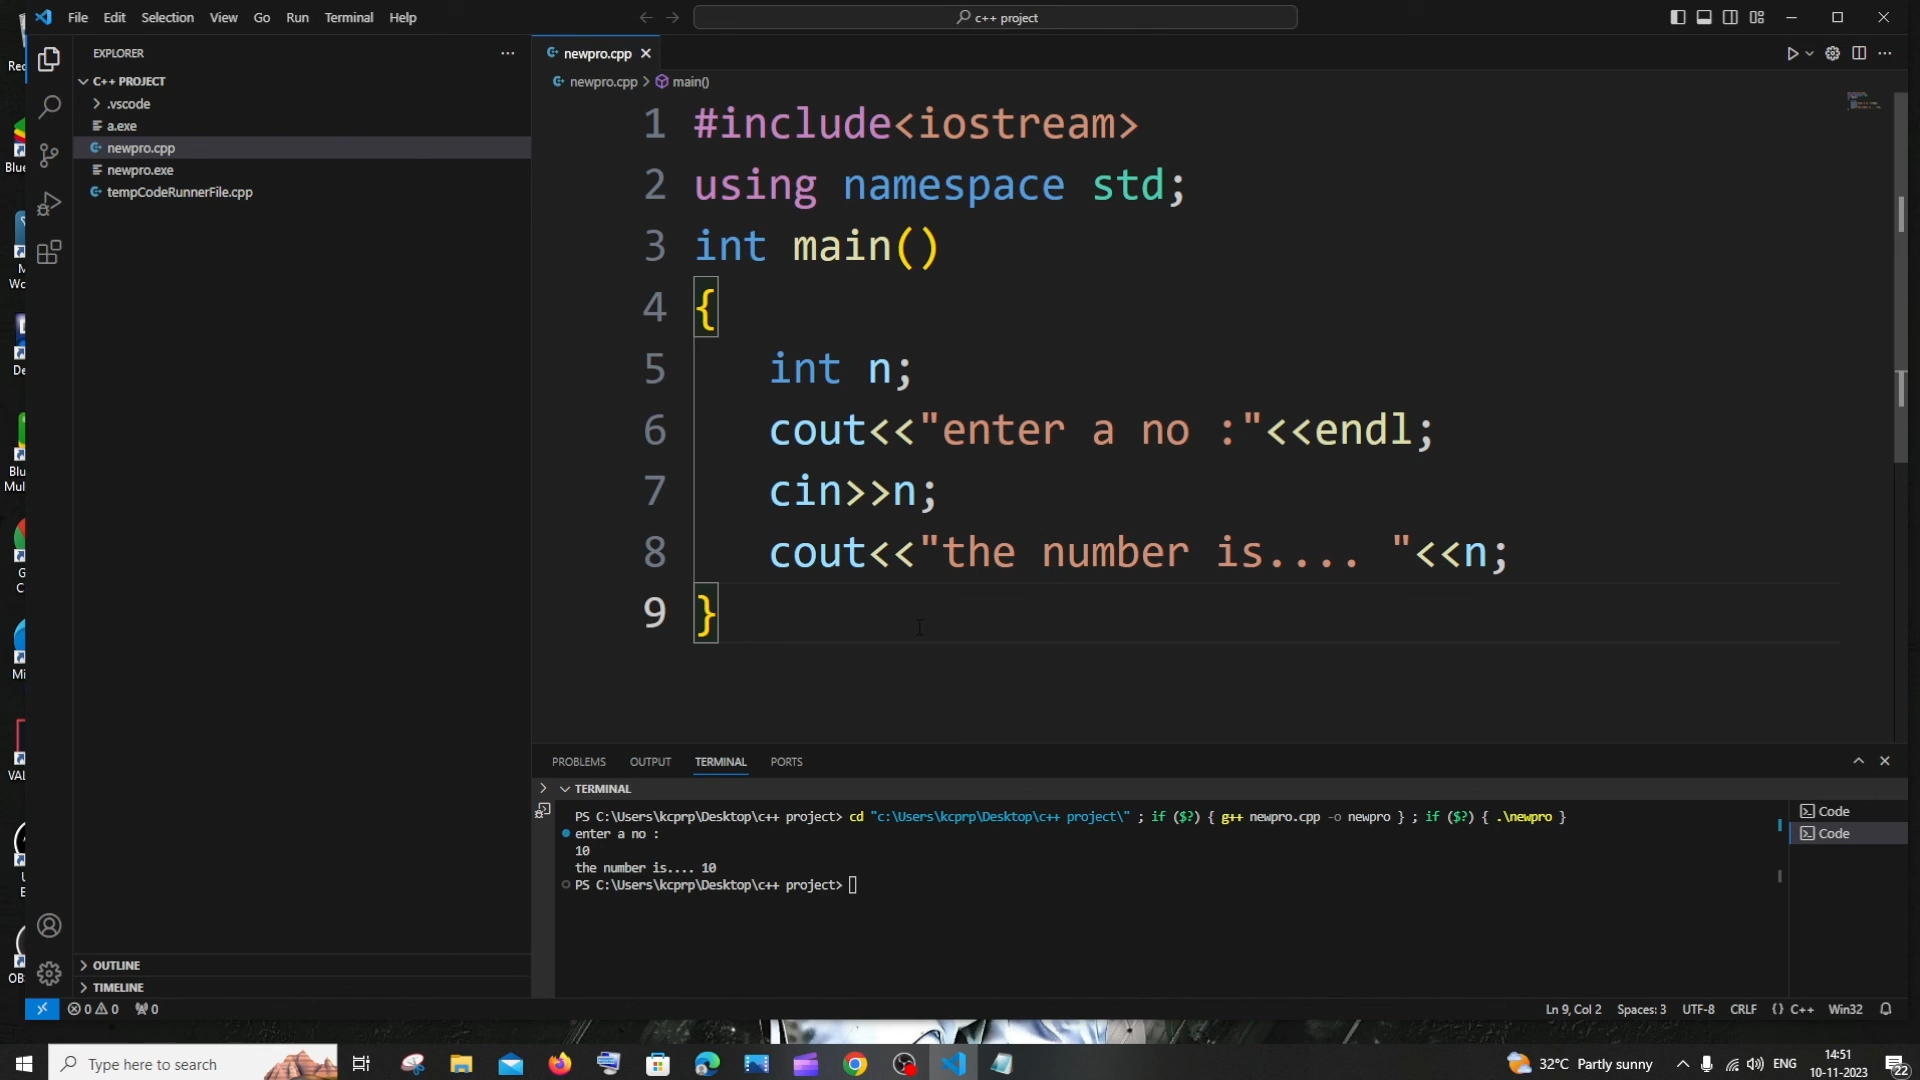 File Edit Selection View Go Run Terminal Help
c++ project
EXPLORER
C++ PROJECT
.vscode
a.exe
newpro.cpp
newpro.exe
tempCodeRunnerFile.cpp
OUTLINE
TIMELINE
newpro.cpp
newpro.cpp > main()
1 #include<iostream>
2 using namespace std;
3 int main()
4 {
5 int n;
6 cout<<"enter a no :"<<endl;
7 cin>>n;
8 cout<<"the number is.... "<<n;
9 }
PROBLEMS OUTPUT TERMINAL PORTS
TERMINAL
PS C:\Users\kcprp\Desktop\c++ project> cd "c:\Users\kcprp\Desktop\c++ project\" ; if ($?) { g++ newpro.cpp -o newpro } ; if ($?) { .\newpro }
enter a no :
10
the number is.... 10
PS C:\Users\kcprp\Desktop\c++ project>
Code
Code
0 0 0
Ln 9, Col 2 Spaces: 3 UTF-8 CRLF {} C++ Win32
Type here to search
32°C Partly sunny
ENG
14:51
10-11-2023
22